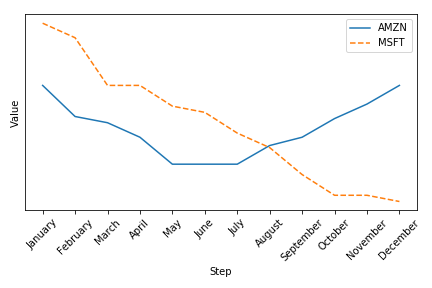 AMZN
MSFT
Value
January
February
March
April
May
June
July
August
September
October
November
December
Step